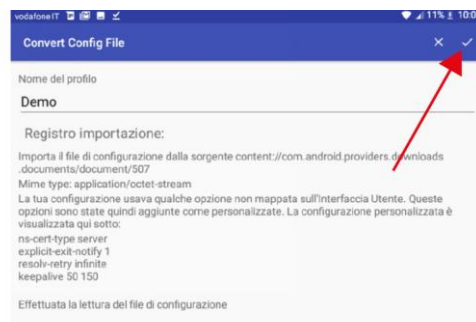 vodafone IT 11% 10:0
Convert Config File
Nome del profilo
Demo
Registro importazione:
Importa il file di configurazione dalla sorgente content://com.android.providers.downloads
.documents/document/507
Mime type: application/octet-stream
La tua configurazione usava qualche opzione non mappata sull'Interfaccia Utente. Queste
opzioni sono state quindi aggiunte come personalizzate. La configurazione personalizzata è
visualizzata qui sotto:
ns-cert-type server
explicit-exit-notify 1
resolv-retry infinite
keepalive 50 150
Effettuata la lettura del file di configurazione